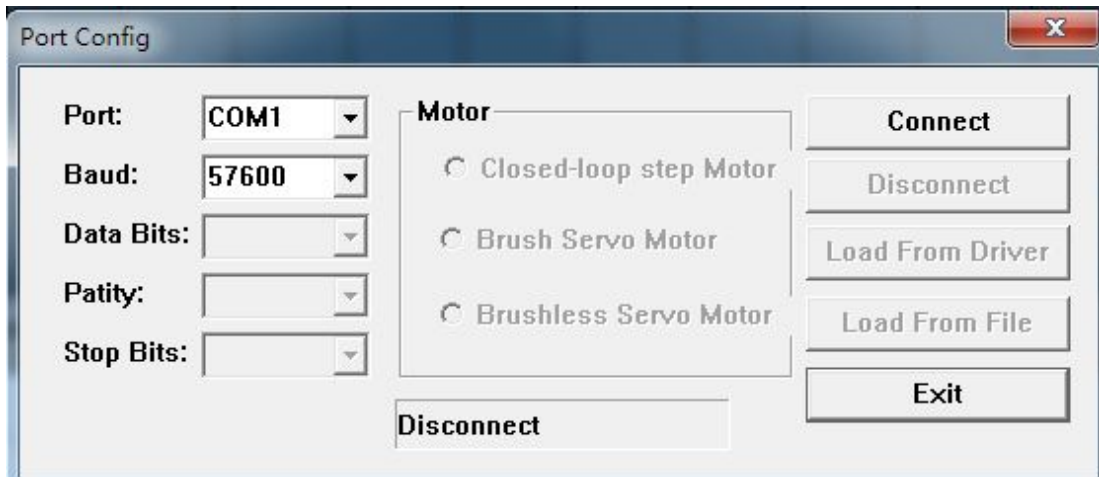 Port Config
Port:
COM1
Baud:
57600
Data Bits:
Patity:
Stop Bits:
Motor
Closed-loop step Motor
Brush Servo Motor
Brushless Servo Motor
Disconnect
Connect
Disconnect
Load From Driver
Load From File
Exit